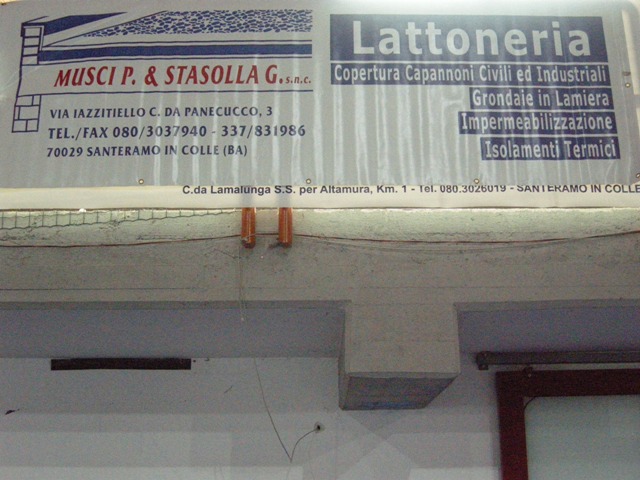 MUSCI P. & STASOLLA G. s.n.c.
VIA IAZZITIELLO C. DA PANECUCCO, 3
TEL./FAX 080/3037940 - 337/831986
70029 SANTERAMO IN COLLE (BA)
Lattoneria
Copertura Capannoni Civili ed Industriali
Grondaie in Lamiera
Impermeabilizzazione
Isolamenti Termici
C.da Lamalunga S.S. per Altamura, Km. 1 - Tel. 080.3026019 - SANTERAMO IN COLLE